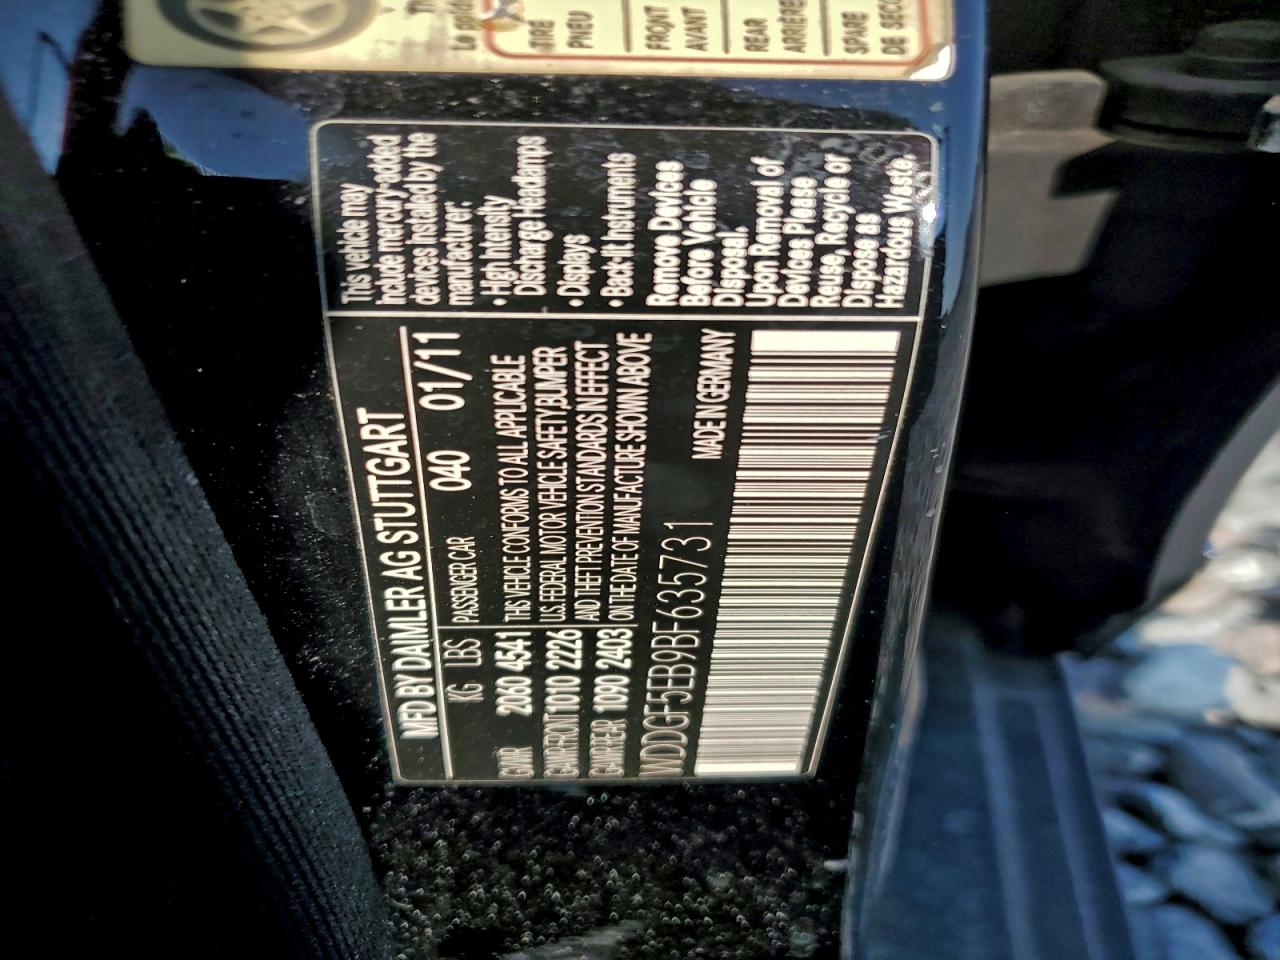 TIRE
PNEU
FRONT
AVANT
REAR
ARRIÈRE
SPARE
DE SECO
MFD BY DAIMLER AG STUTTGART
KG LBS PASSENGER CAR 040 01/11
GVWR 2060 4541
GAWR FRONT 1010 2226
GAWR RER 1090 2403
THIS VEHICLE CONFORMS TO ALL APPLICABLE
U.S. FEDERAL MOTOR VEHICLE SAFETY,BUMPER
AND THEFT PREVENTION STANDARDS IN EFFECT
ON THE DATE OF MANUFACTURE SHOWN ABOVE
WDDGF5EB9BF635731
MADE IN GERMANY
This vehicle may
include mercury-added
devices installed by the
manufacturer:
• High Intensity
Discharge Headlamps
• Displays
• Back-lit Instruments
Remove Devices
Before Vehicle
Disposal.
Upon Removal of
Devices Please
Reuse, Recycle or
Dispose as
Hazardous Waste.